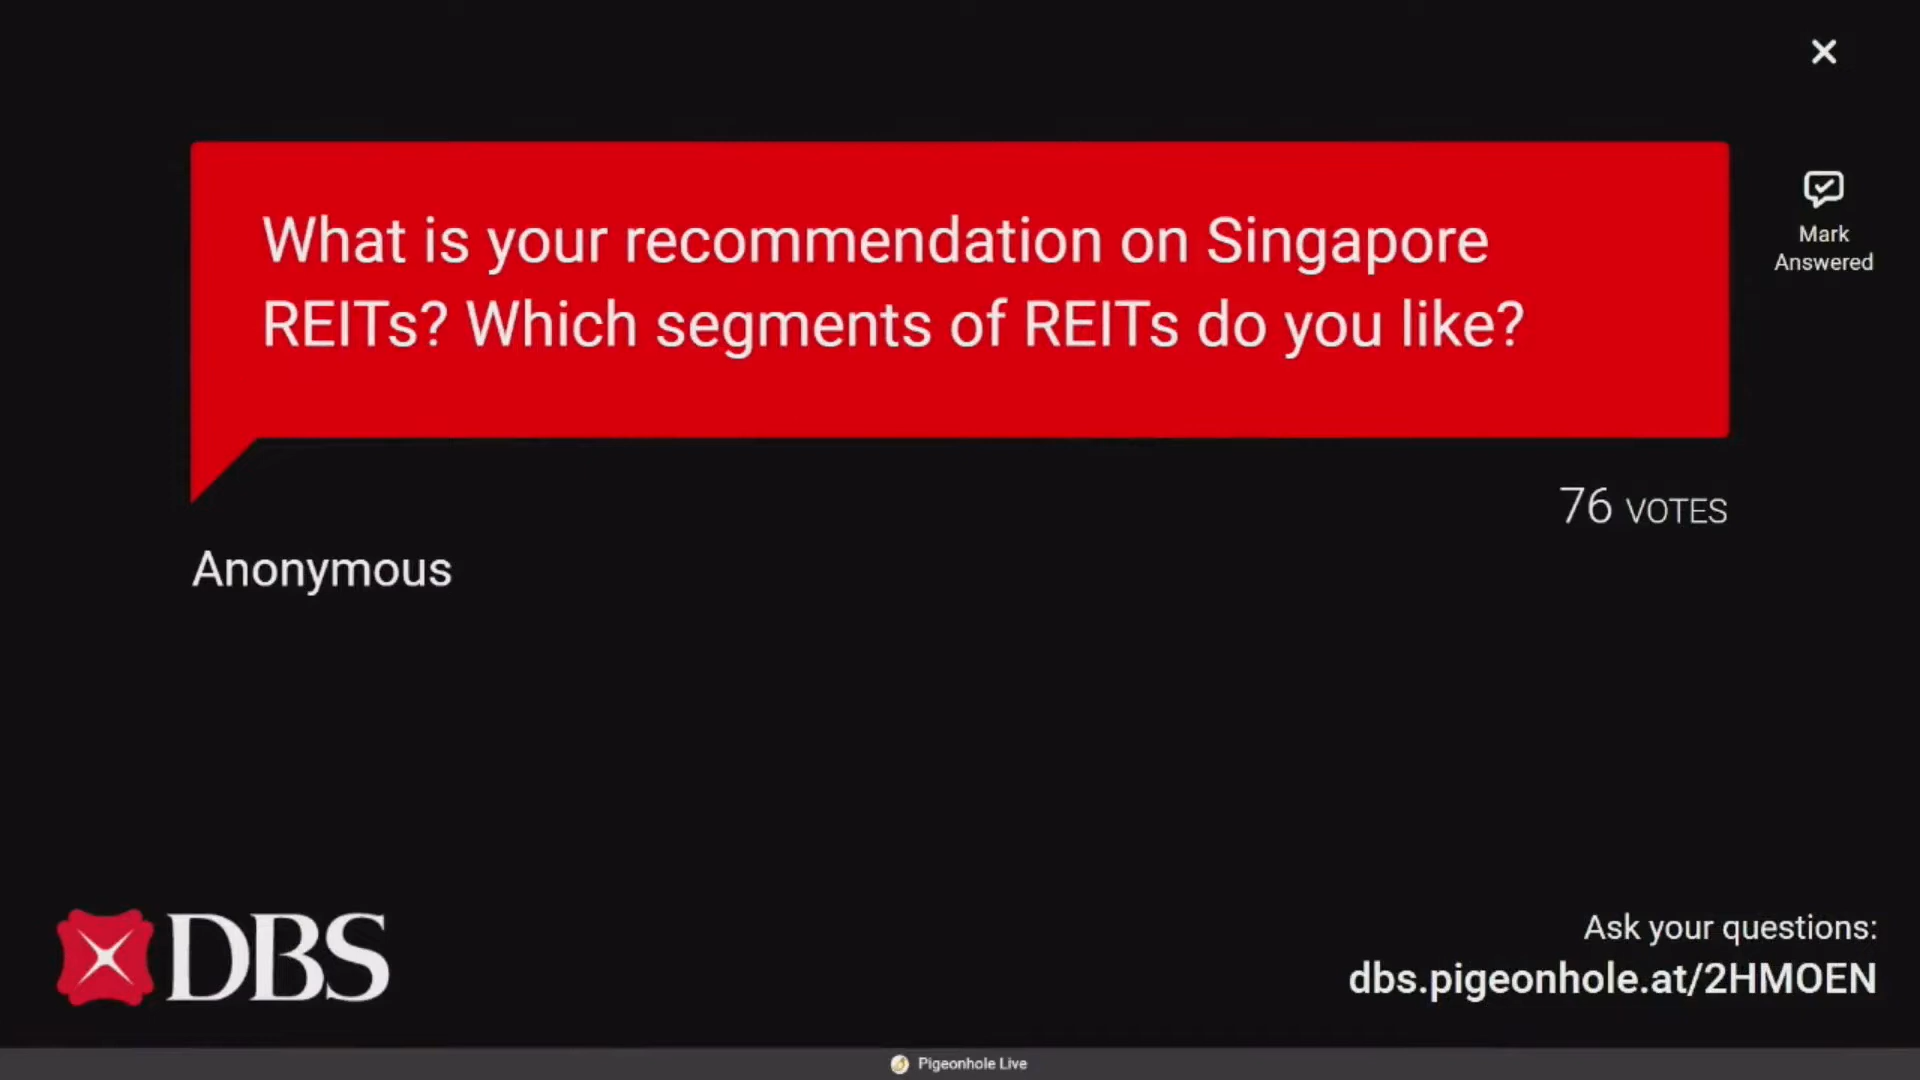 What is your recommendation on Singapore
REITs? Which segments of REITs do you like?
Mark
Answered
76 VOTES
Anonymous
DBS
Ask your questions:
dbs.pigeonhole.at/2HMOEN
Pigeonhole Live